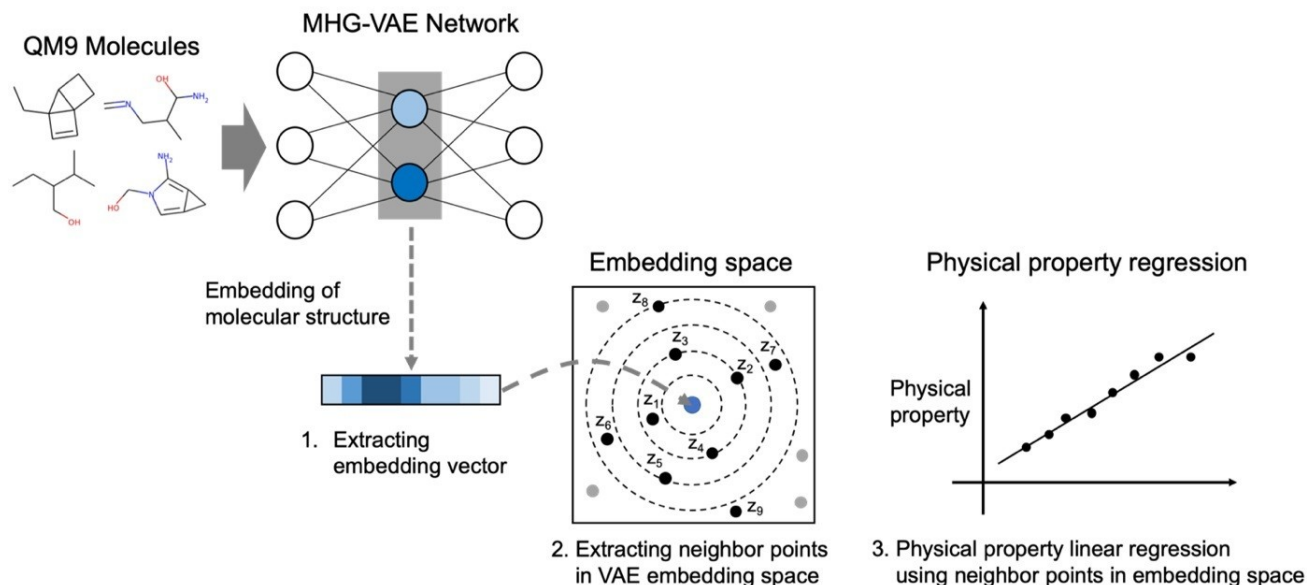 MHG-VAE Network
QM9 Molecules
OH
NH₂
N
OH
NH₂
N
HO
Embedding of
molecular structure
1. Extracting
embedding vector
Embedding space
z₈
z₃
z₇
z₂
z₁
z₆
z₄
z₅
z₉
2. Extracting neighbor points
in VAE embedding space
Physical property regression
Physical
property
3. Physical property linear regression
using neighbor points in embedding space